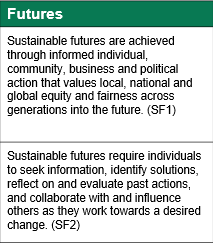 Futures
Sustainable futures are achieved
through informed individual,
community, business and political
action that values local, national and
global equity and fairness across
generations into the future. (SF1)
Sustainable futures require individuals
to seek information, identify solutions,
reflect on and evaluate past actions,
and collaborate with and influence
others as they work towards a desired
change. (SF2)